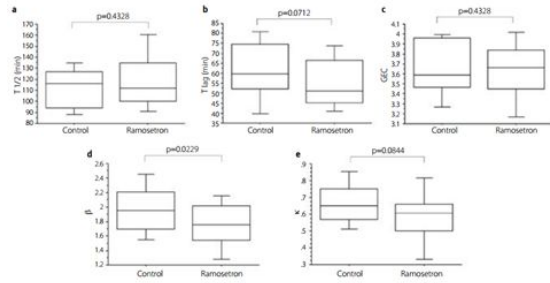 a
p=0.4328
T 1/2 (min)
170
160
150
140
130
120
110
100
90
80
Control Ramosetron
b
p=0.0712
T lag (min)
85
80
75
70
65
60
55
50
45
40
35
Control Ramosetron
c
p=0.4328
GEC
4.1
4
3.9
3.8
3.7
3.6
3.5
3.4
3.3
3.2
3.1
Control Ramosetron
d
p=0.0229
β
2.6
2.4
2.2
2
1.8
1.6
1.4
1.2
Control Ramosetron
e
p=0.0844
κ
.9
.8
.7
.6
.5
.4
.3
Control Ramosetron